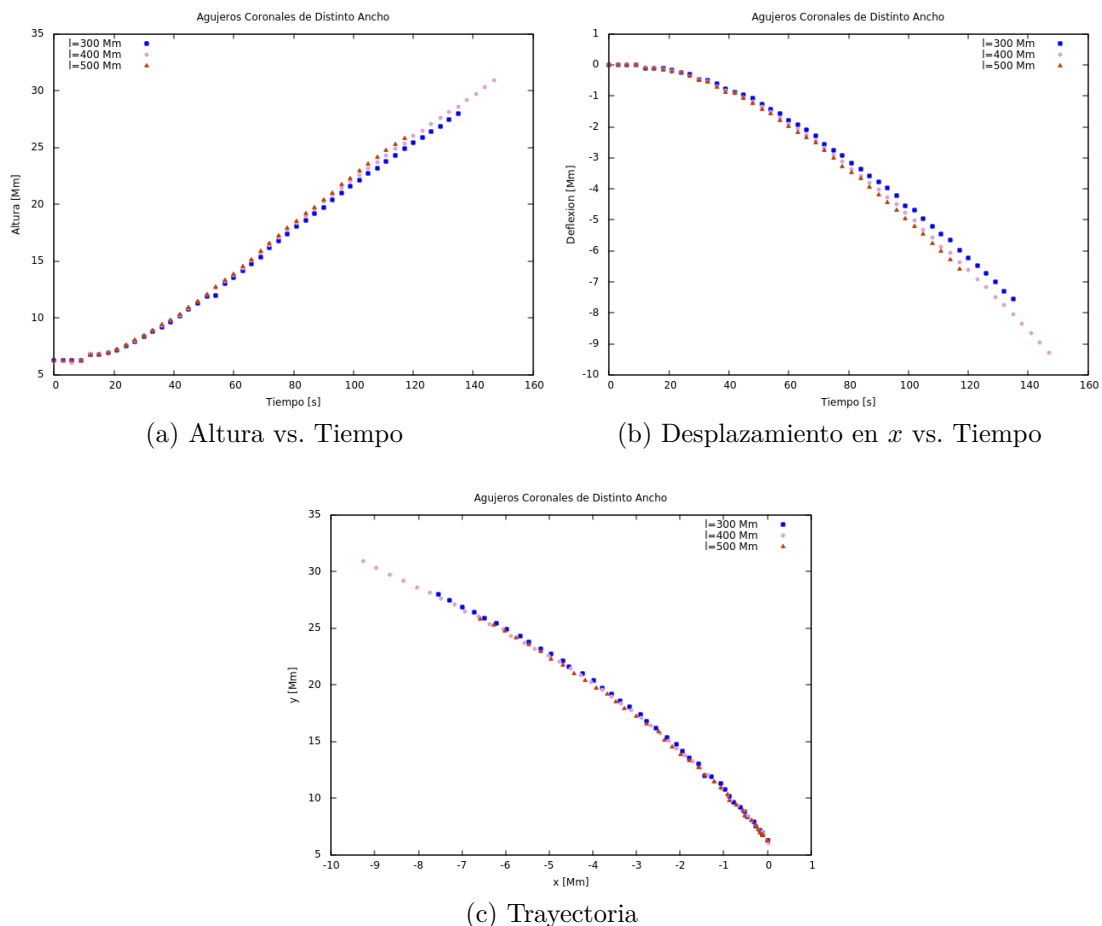 Agujeros Coronales de Distinto Ancho
35
30
25
20
15
10
5
Altura [Mm]
l=300 Mm
l=400 Mm
l=500 Mm
0 20 40 60 80 100 120 140 160
Tiempo [s]
(a) Altura vs. Tiempo
Agujeros Coronales de Distinto Ancho
1
0
-1
-2
-3
-4
-5
-6
-7
-8
-9
-10
Deflexion [Mm]
l=300 Mm
l=400 Mm
l=500 Mm
0 20 40 60 80 100 120 140 160
Tiempo [s]
(b) Desplazamiento en x vs. Tiempo
Agujeros Coronales de Distinto Ancho
35
30
25
20
15
10
5
y [Mm]
l=300 Mm
l=400 Mm
l=500 Mm
-10 -9 -8 -7 -6 -5 -4 -3 -2 -1 0 1
x [Mm]
(c) Trayectoria